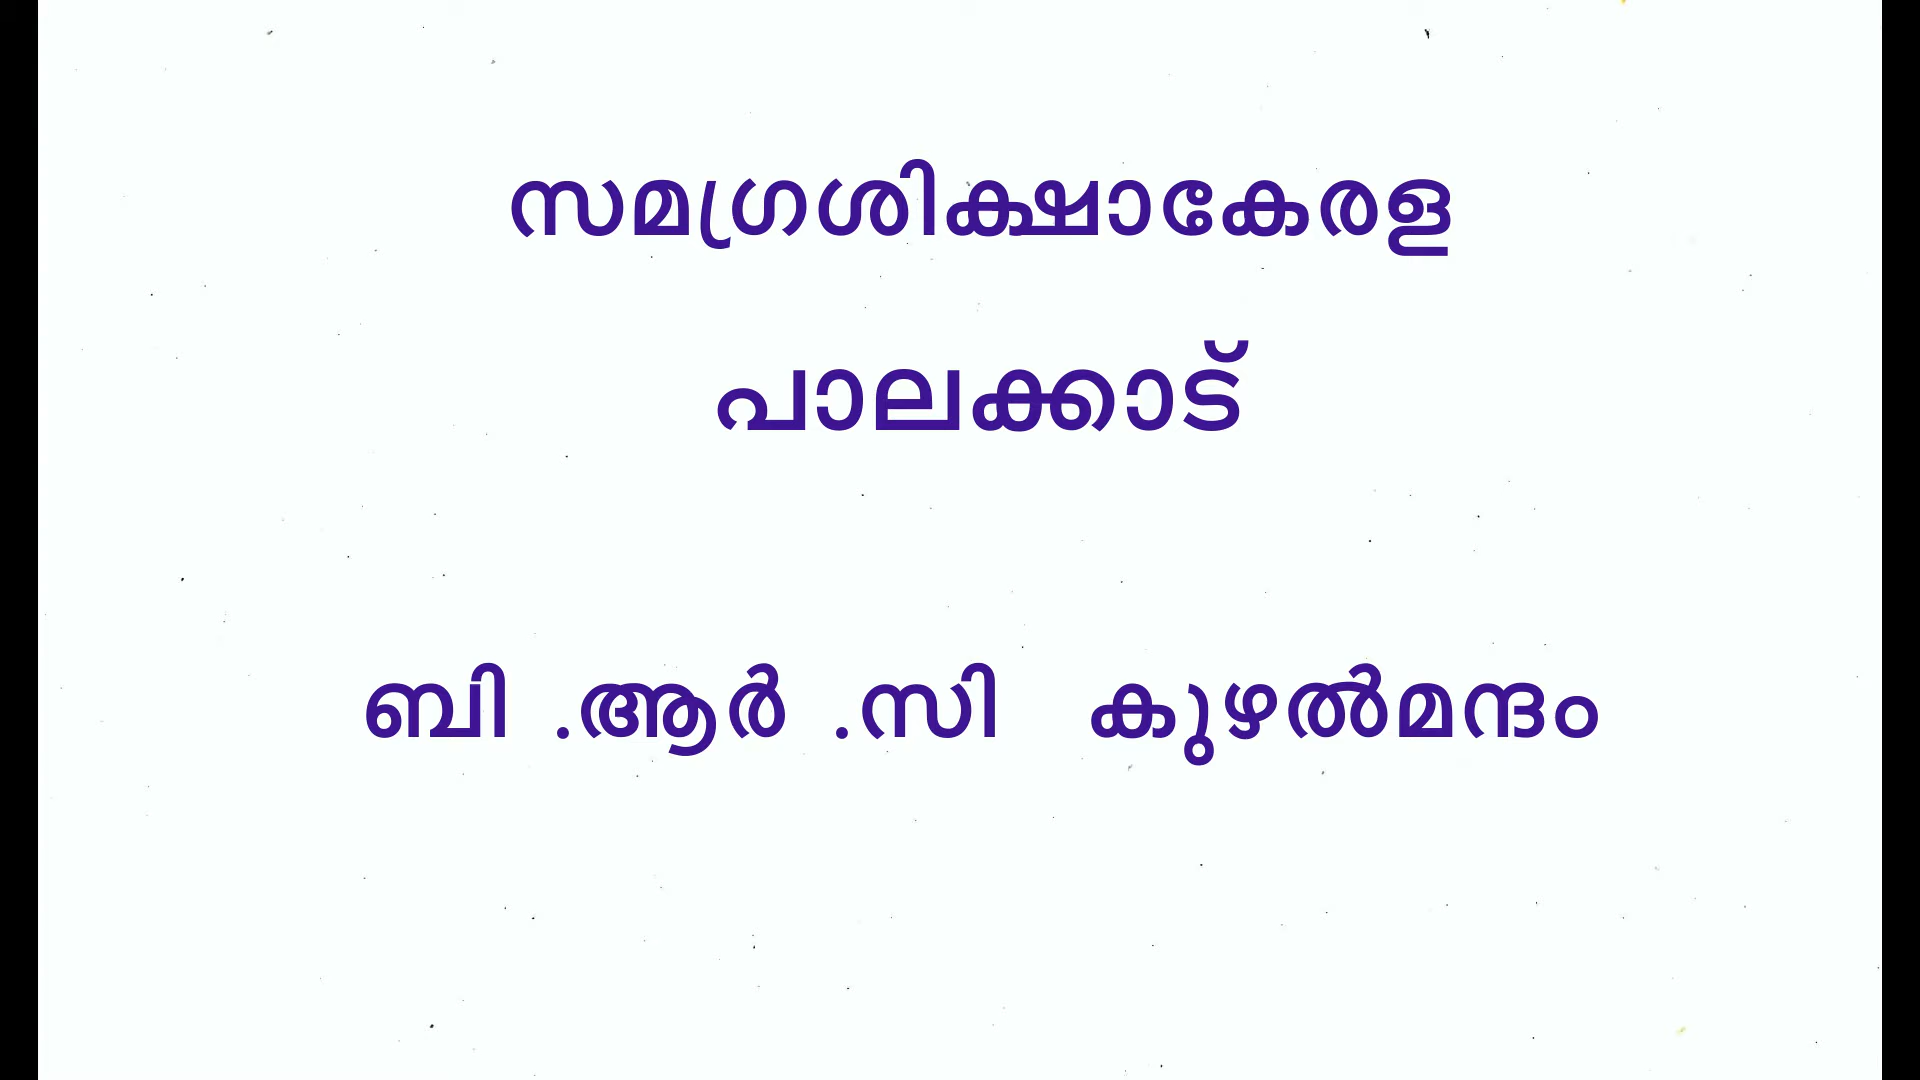 സമഗ്രശിക്ഷാകേരള
പാലക്കാട്
ബി .ആർ .സി കുഴൽമന്ദം